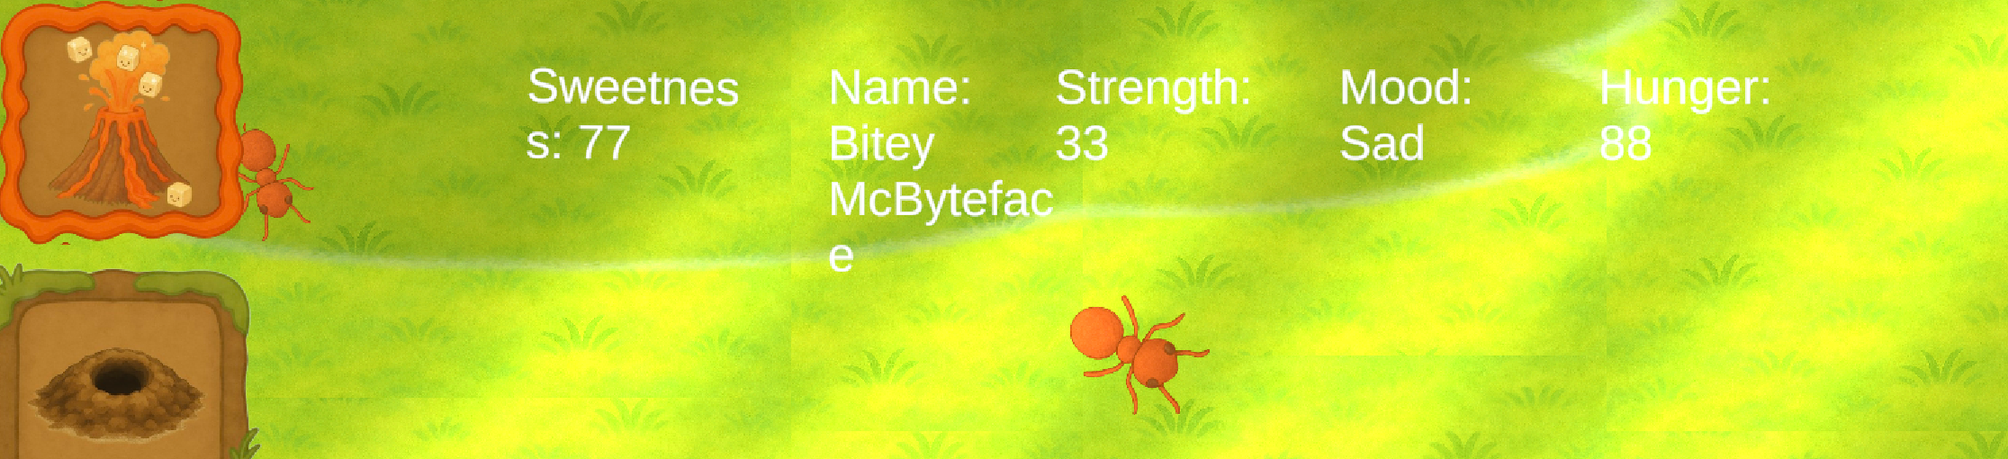 Sweetnes
s: 77
Name:
Bitey
McBytefac
e
Strength:
33
Mood:
Sad
Hunger:
88